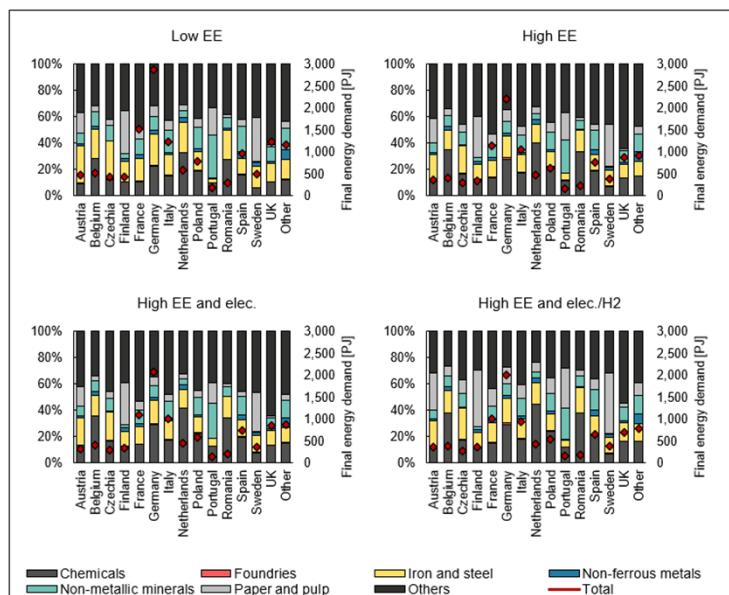 Low EE
High EE
100% 3,000
80% 2,500
60% 2,000
40% 1,500
20% 1,000
0% 500
0
Final energy demand [PJ]
Austria Belgium Czechia Finland France Germany Italy Netherlands Poland Portugal Romania Spain Sweden UK Other
100% 3,000
80% 2,500
60% 2,000
40% 1,500
20% 1,000
0% 500
0
Final energy demand [PJ]
Austria Belgium Czechia Finland France Germany Italy Netherlands Poland Portugal Romania Spain Sweden UK Other
High EE and elec.
High EE and elec./H2
100% 3,000
80% 2,500
60% 2,000
40% 1,500
20% 1,000
0% 500
0
Final energy demand [PJ]
Austria Belgium Czechia Finland France Germany Italy Netherlands Poland Portugal Romania Spain Sweden UK Other
100% 3,000
80% 2,500
60% 2,000
40% 1,500
20% 1,000
0% 500
0
Final energy demand [PJ]
Austria Belgium Czechia Finland France Germany Italy Netherlands Poland Portugal Romania Spain Sweden UK Other
Chemicals Foundries Iron and steel Non-ferrous metals
Non-metallic minerals Paper and pulp Others Total